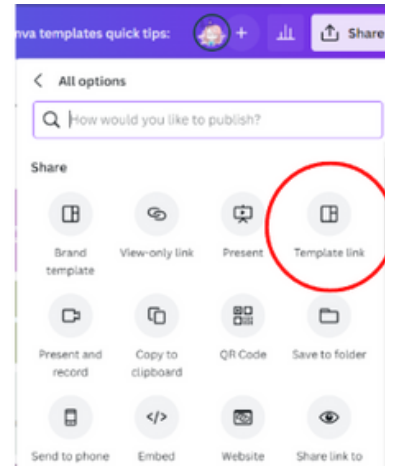 nva templates quick tips:
Share
All options
How would you like to publish?
Share
Brand template
View-only link
Present
Template link
Present and record
Copy to clipboard
QR Code
Save to folder
Send to phone
Embed
Website
Share link to